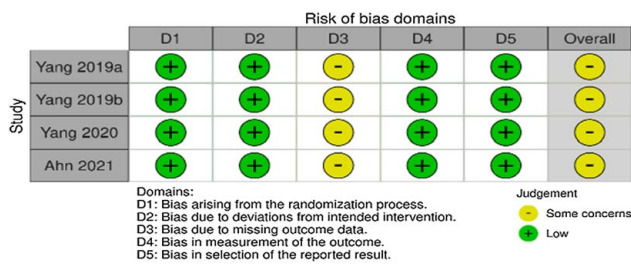 Risk of bias domains
D1 D2 D3 D4 D5 Overall
Study
Yang 2019a + + - + + -
Yang 2019b + + - + + -
Yang 2020 + + - + + -
Ahn 2021 + + - + + -
Domains:
D1: Bias arising from the randomization process.
D2: Bias due to deviations from intended intervention.
D3: Bias due to missing outcome data.
D4: Bias in measurement of the outcome.
D5: Bias in selection of the reported result.
Judgement
- Some concerns
+ Low